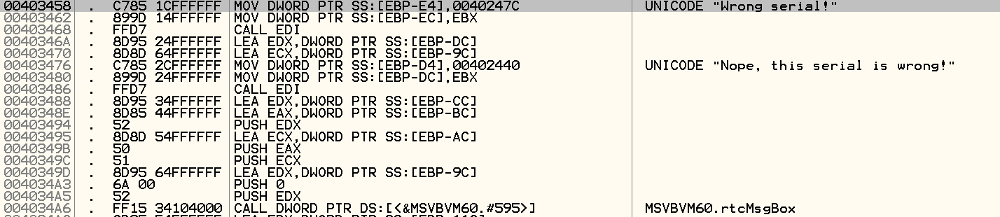 00403458 . C785 1CFFFFFF MOV DWORD PTR SS:[EBP-E4],0040247C UNICODE "Wrong serial!"
00403462 . 899D 14FFFFFF MOV DWORD PTR SS:[EBP-EC],EBX
00403468 . FFD7 CALL EDI
0040346A . 8D95 24FFFFFF LEA EDX,DWORD PTR SS:[EBP-DC]
00403470 . 8D8D 64FFFFFF LEA ECX,DWORD PTR SS:[EBP-9C]
00403476 . C785 2CFFFFFF MOV DWORD PTR SS:[EBP-D4],00402440 UNICODE "Nope, this serial is wrong!"
00403480 . 899D 24FFFFFF MOV DWORD PTR SS:[EBP-DC],EBX
00403486 . FFD7 CALL EDI
00403488 . 8D95 34FFFFFF LEA EDX,DWORD PTR SS:[EBP-CC]
0040348E . 8D85 44FFFFFF LEA EAX,DWORD PTR SS:[EBP-BC]
00403494 . 52 PUSH EDX
00403495 . 8D8D 54FFFFFF LEA ECX,DWORD PTR SS:[EBP-AC]
0040349B . 50 PUSH EAX
0040349C . 51 PUSH ECX
0040349D . 8D95 64FFFFFF LEA EDX,DWORD PTR SS:[EBP-9C]
004034A3 . 6A 00 PUSH 0
004034A5 . 52 PUSH EDX
004034A6 . FF15 34104000 CALL DWORD PTR DS:[<&MSVBVM60.#595>] MSVBVM60.rtcMsgBox